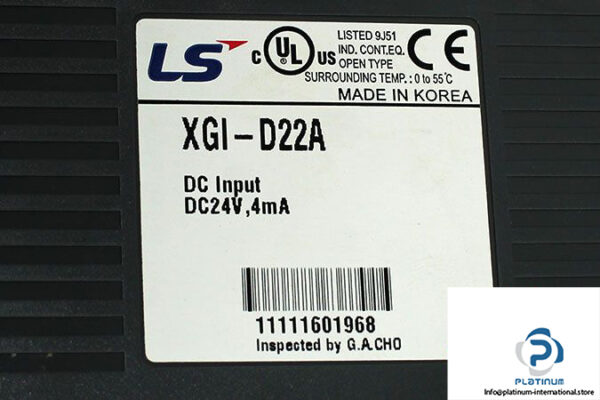 LS
C UL US
LISTED 9J51
IND. CONT.EQ.
OPEN TYPE
CE
SURROUNDING TEMP. : 0 to 55°C
MADE IN KOREA
XGI-D22A
DC Input
DC24V,4mA
11111601968
Inspected by G.A.CHO
PLATINUM
Info@platinum-international.store